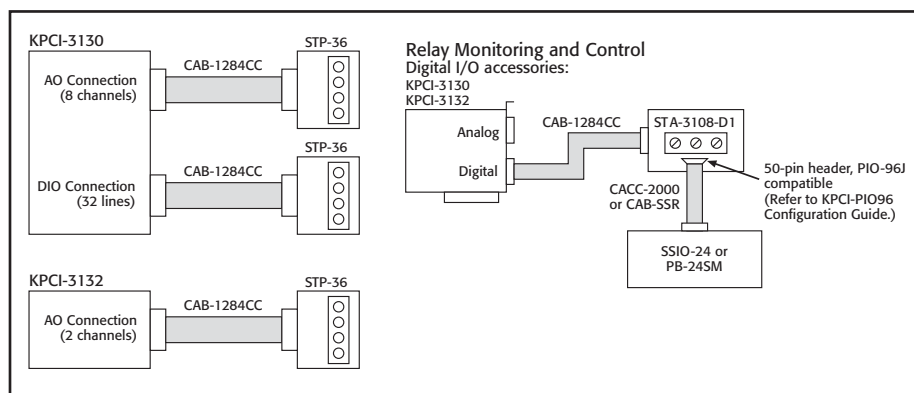 KPCI-3130
STP-36
AO Connection
(8 channels)
CAB-1284CC
STP-36
DIO Connection
(32 lines)
CAB-1284CC
KPCI-3132
STP-36
AO Connection
(2 channels)
CAB-1284CC
Relay Monitoring and Control
Digital I/O accessories:
KPCI-3130
KPCI-3132
Analog
Digital
CAB-1284CC
STA-3108-D1
50-pin header, PIO-96J
compatible
(Refer to KPCI-PIO96
Configuration Guide.)
CACC-2000
or CAB-SSR
SSIO-24 or
PB-24SM